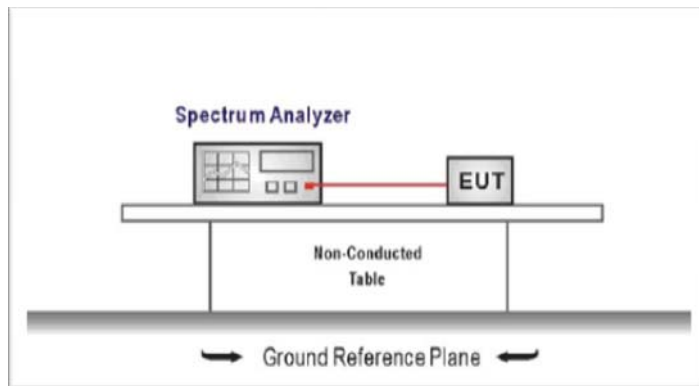 Spectrum Analyzer
EUT
Non-Conducted
Table
Ground Reference Plane